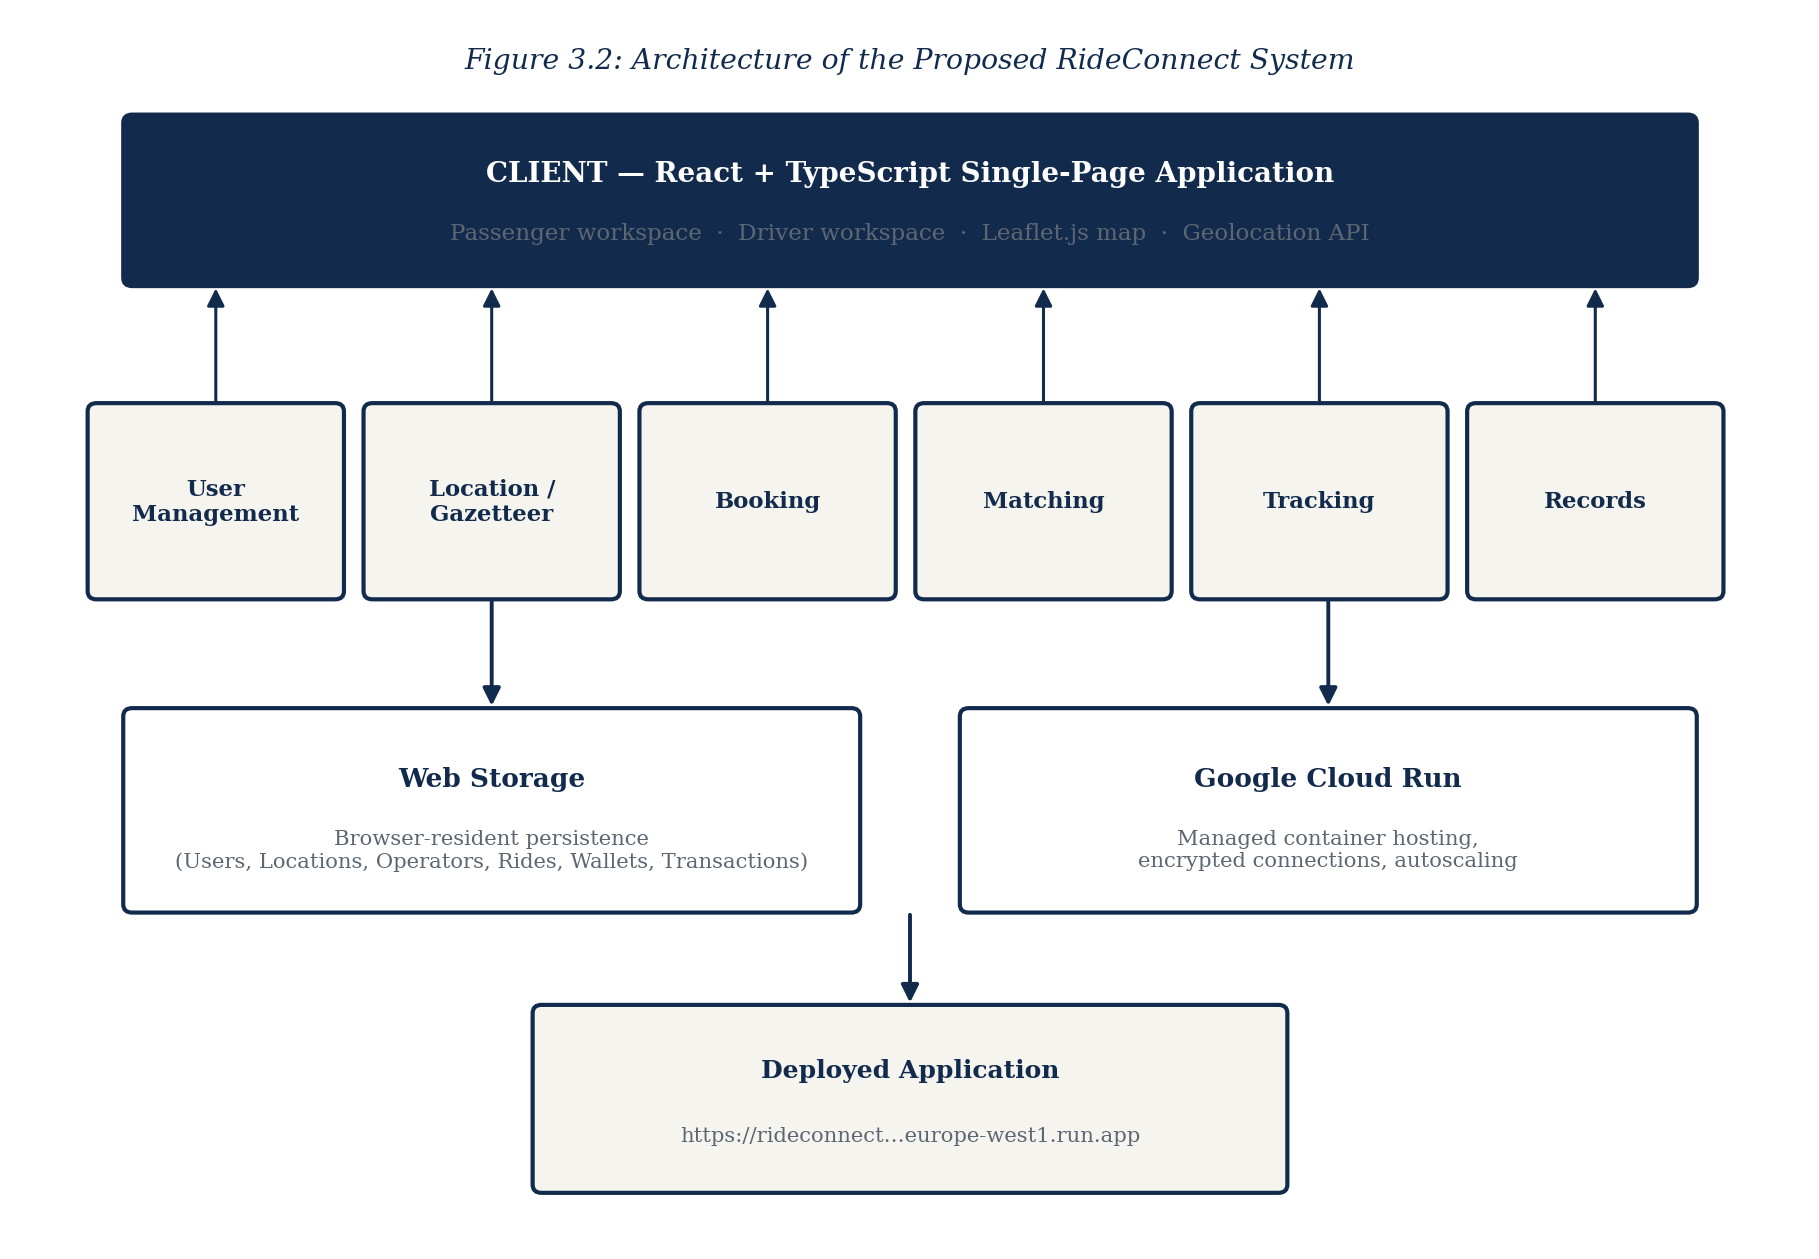 Figure 3.2: Architecture of the Proposed RideConnect System
CLIENT — React + TypeScript Single-Page Application
Passenger workspace · Driver workspace · Leaflet.js map · Geolocation API
User
Management
Location /
Gazetteer
Booking
Matching
Tracking
Records
Web Storage
Browser-resident persistence
(Users, Locations, Operators, Rides, Wallets, Transactions)
Google Cloud Run
Managed container hosting,
encrypted connections, autoscaling
Deployed Application
https://rideconnect...europe-west1.run.app